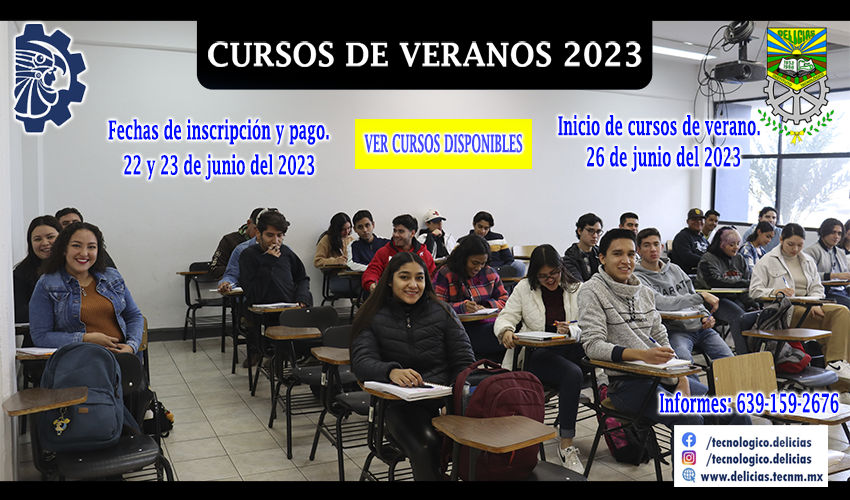 CURSOS DE VERANOS 2023
DELICIAS
Fechas de inscripción y pago.
22 y 23 de junio del 2023
VER CURSOS DISPONIBLES
Inicio de cursos de verano.
26 de junio del 2023
Informes: 639-159-2676
/tecnologico.delicias
/tecnologico.delicias
www.delicias.tecnm.mx